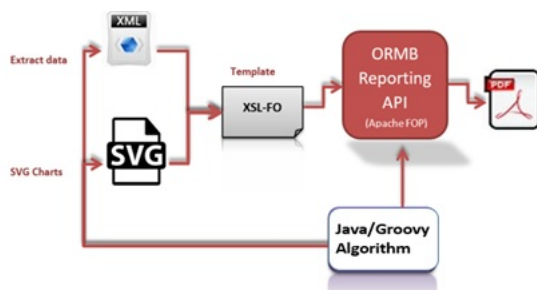 XML
Extract data
Template
XSL-FO
ORMB
Reporting
API
(Apache FOP)
PDF
SVG
SVG Charts
Java/Groovy
Algorithm